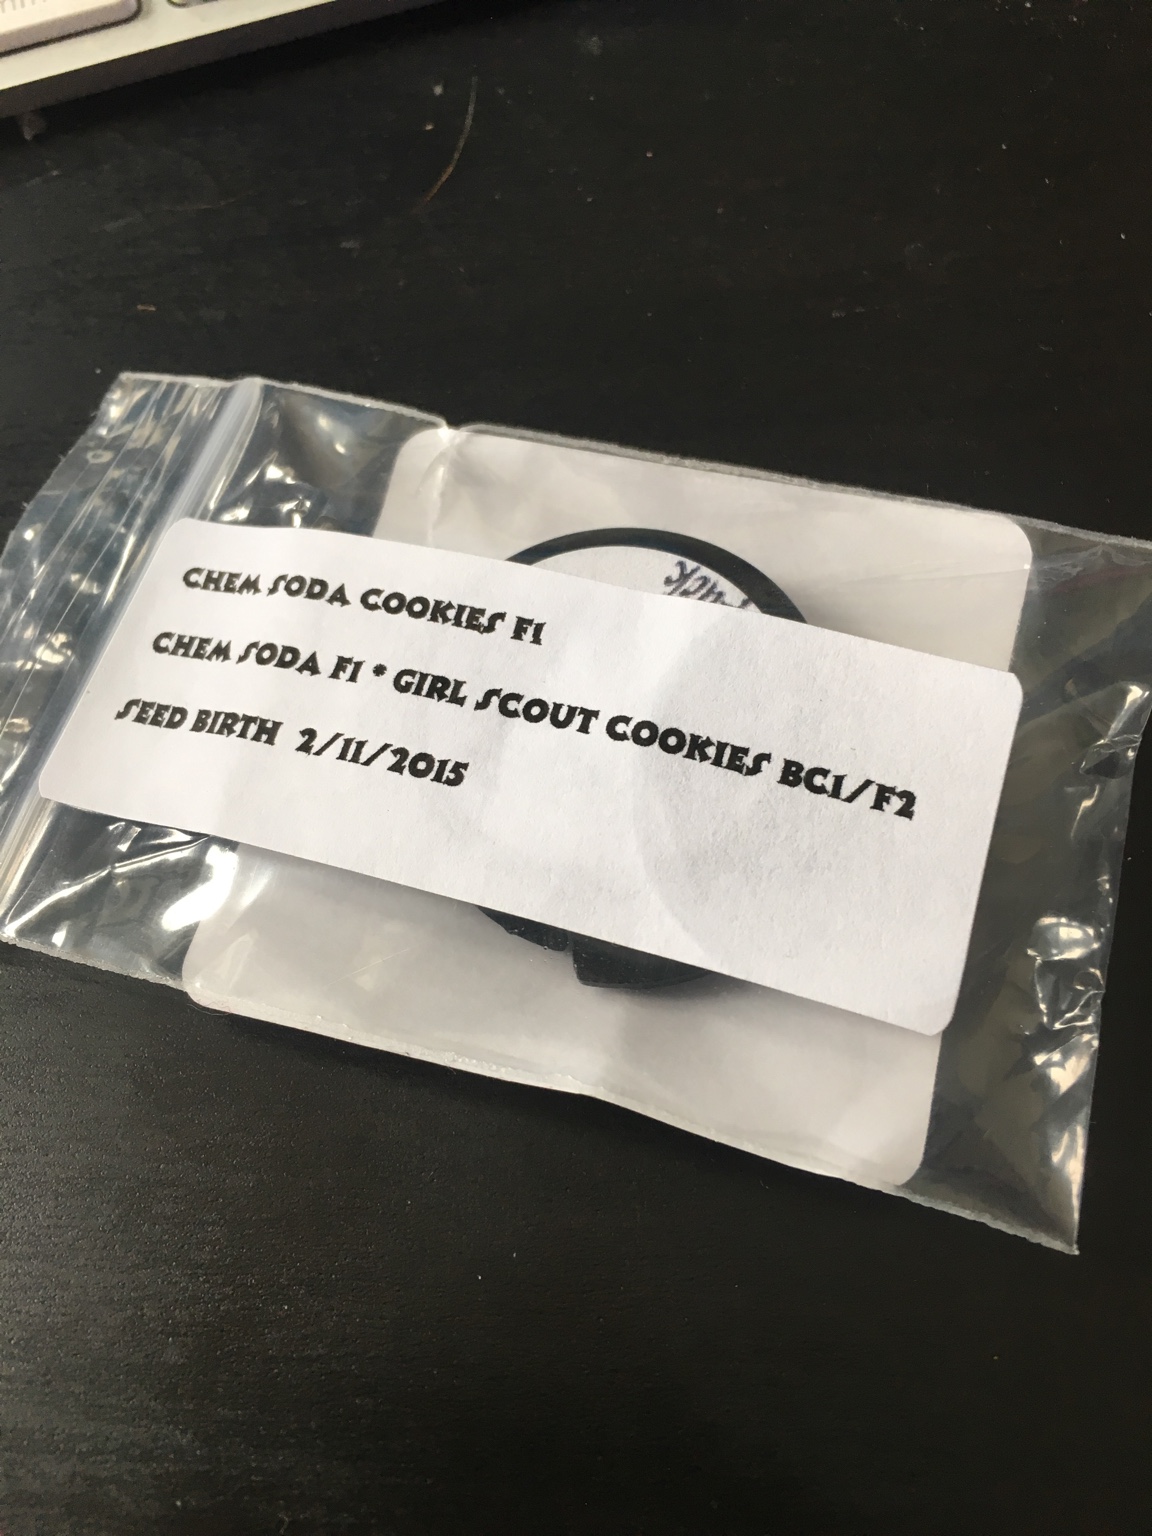 CHEM SODA COOKIES F1
CHEM SODA F1 * GIRL SCOUT COOKIES BC1/F2
SEED BIRTH 2/11/2015